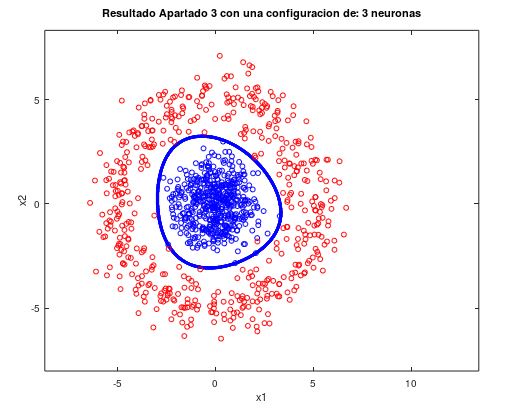 Resultado Apartado 3 con una configuracion de: 3 neuronas
5
x2
0
-5
-5 0 5 10
x1